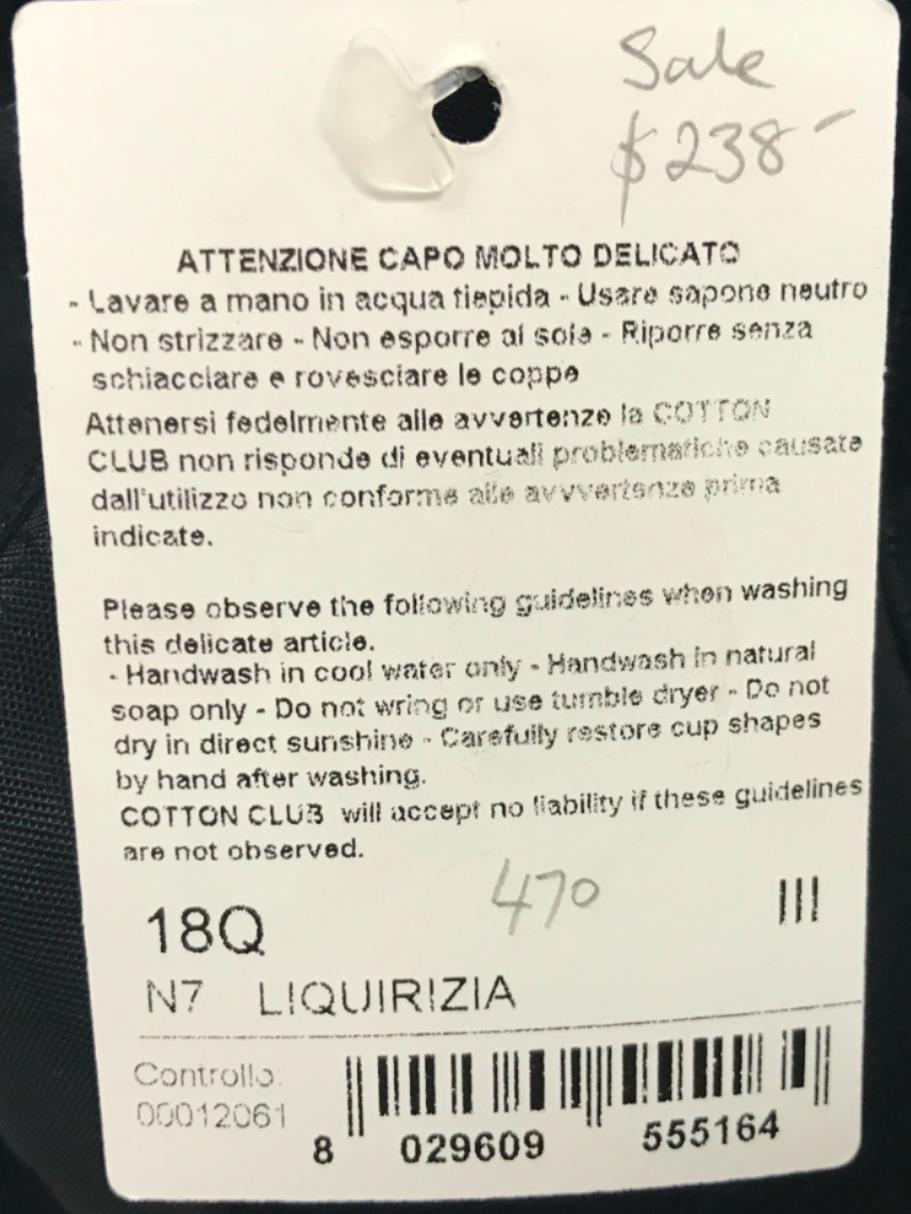 Sale
$238-
ATTENZIONE CAPO MOLTO DELICATO
- Lavare a mano in acqua tiepida - Usare sapone neutro
- Non strizzare - Non esporre al sole - Riporre senza
schiacciare e rovesciare le coppe
Attenersi fedelmente alle avvertenze la COTTON
CLUB non risponde di eventuali problematiche causate
dall'utilizzo non conforme alle avvvertenze prima
indicate.
Please observe the following guidelines when washing
this delicate article.
- Handwash in cool water only - Handwash in natural
soap only - Do not wring or use tumble dryer - Do not
dry in direct sunshine - Carefully restore cup shapes
by hand after washing.
COTTON CLUB will accept no liability if these guidelines
are not observed.
470
18Q III
N7 LIQUIRIZIA
Controllo:
00012061
8 029609 555164